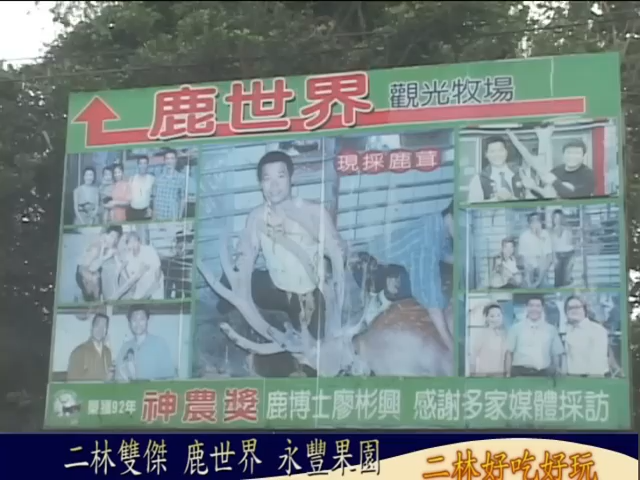 鹿世界 觀光牧場
現採鹿茸
榮獲92年 神農獎 鹿博士廖彬興 感謝多家媒體採訪
二林雙傑 鹿世界 永豐果園
二林好吃好玩